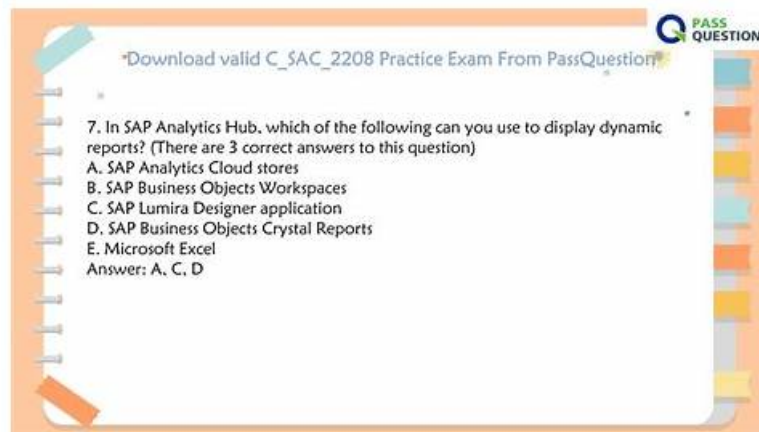 PASS
QUESTION
*Download valid C_SAC_2208 Practice Exam From PassQuestion*
7. In SAP Analytics Hub, which of the following can you use to display dynamic
reports? (There are 3 correct answers to this question)
A. SAP Analytics Cloud stores
B. SAP Business Objects Workspaces
C. SAP Lumira Designer application
D. SAP Business Objects Crystal Reports
E. Microsoft Excel
Answer: A, C, D